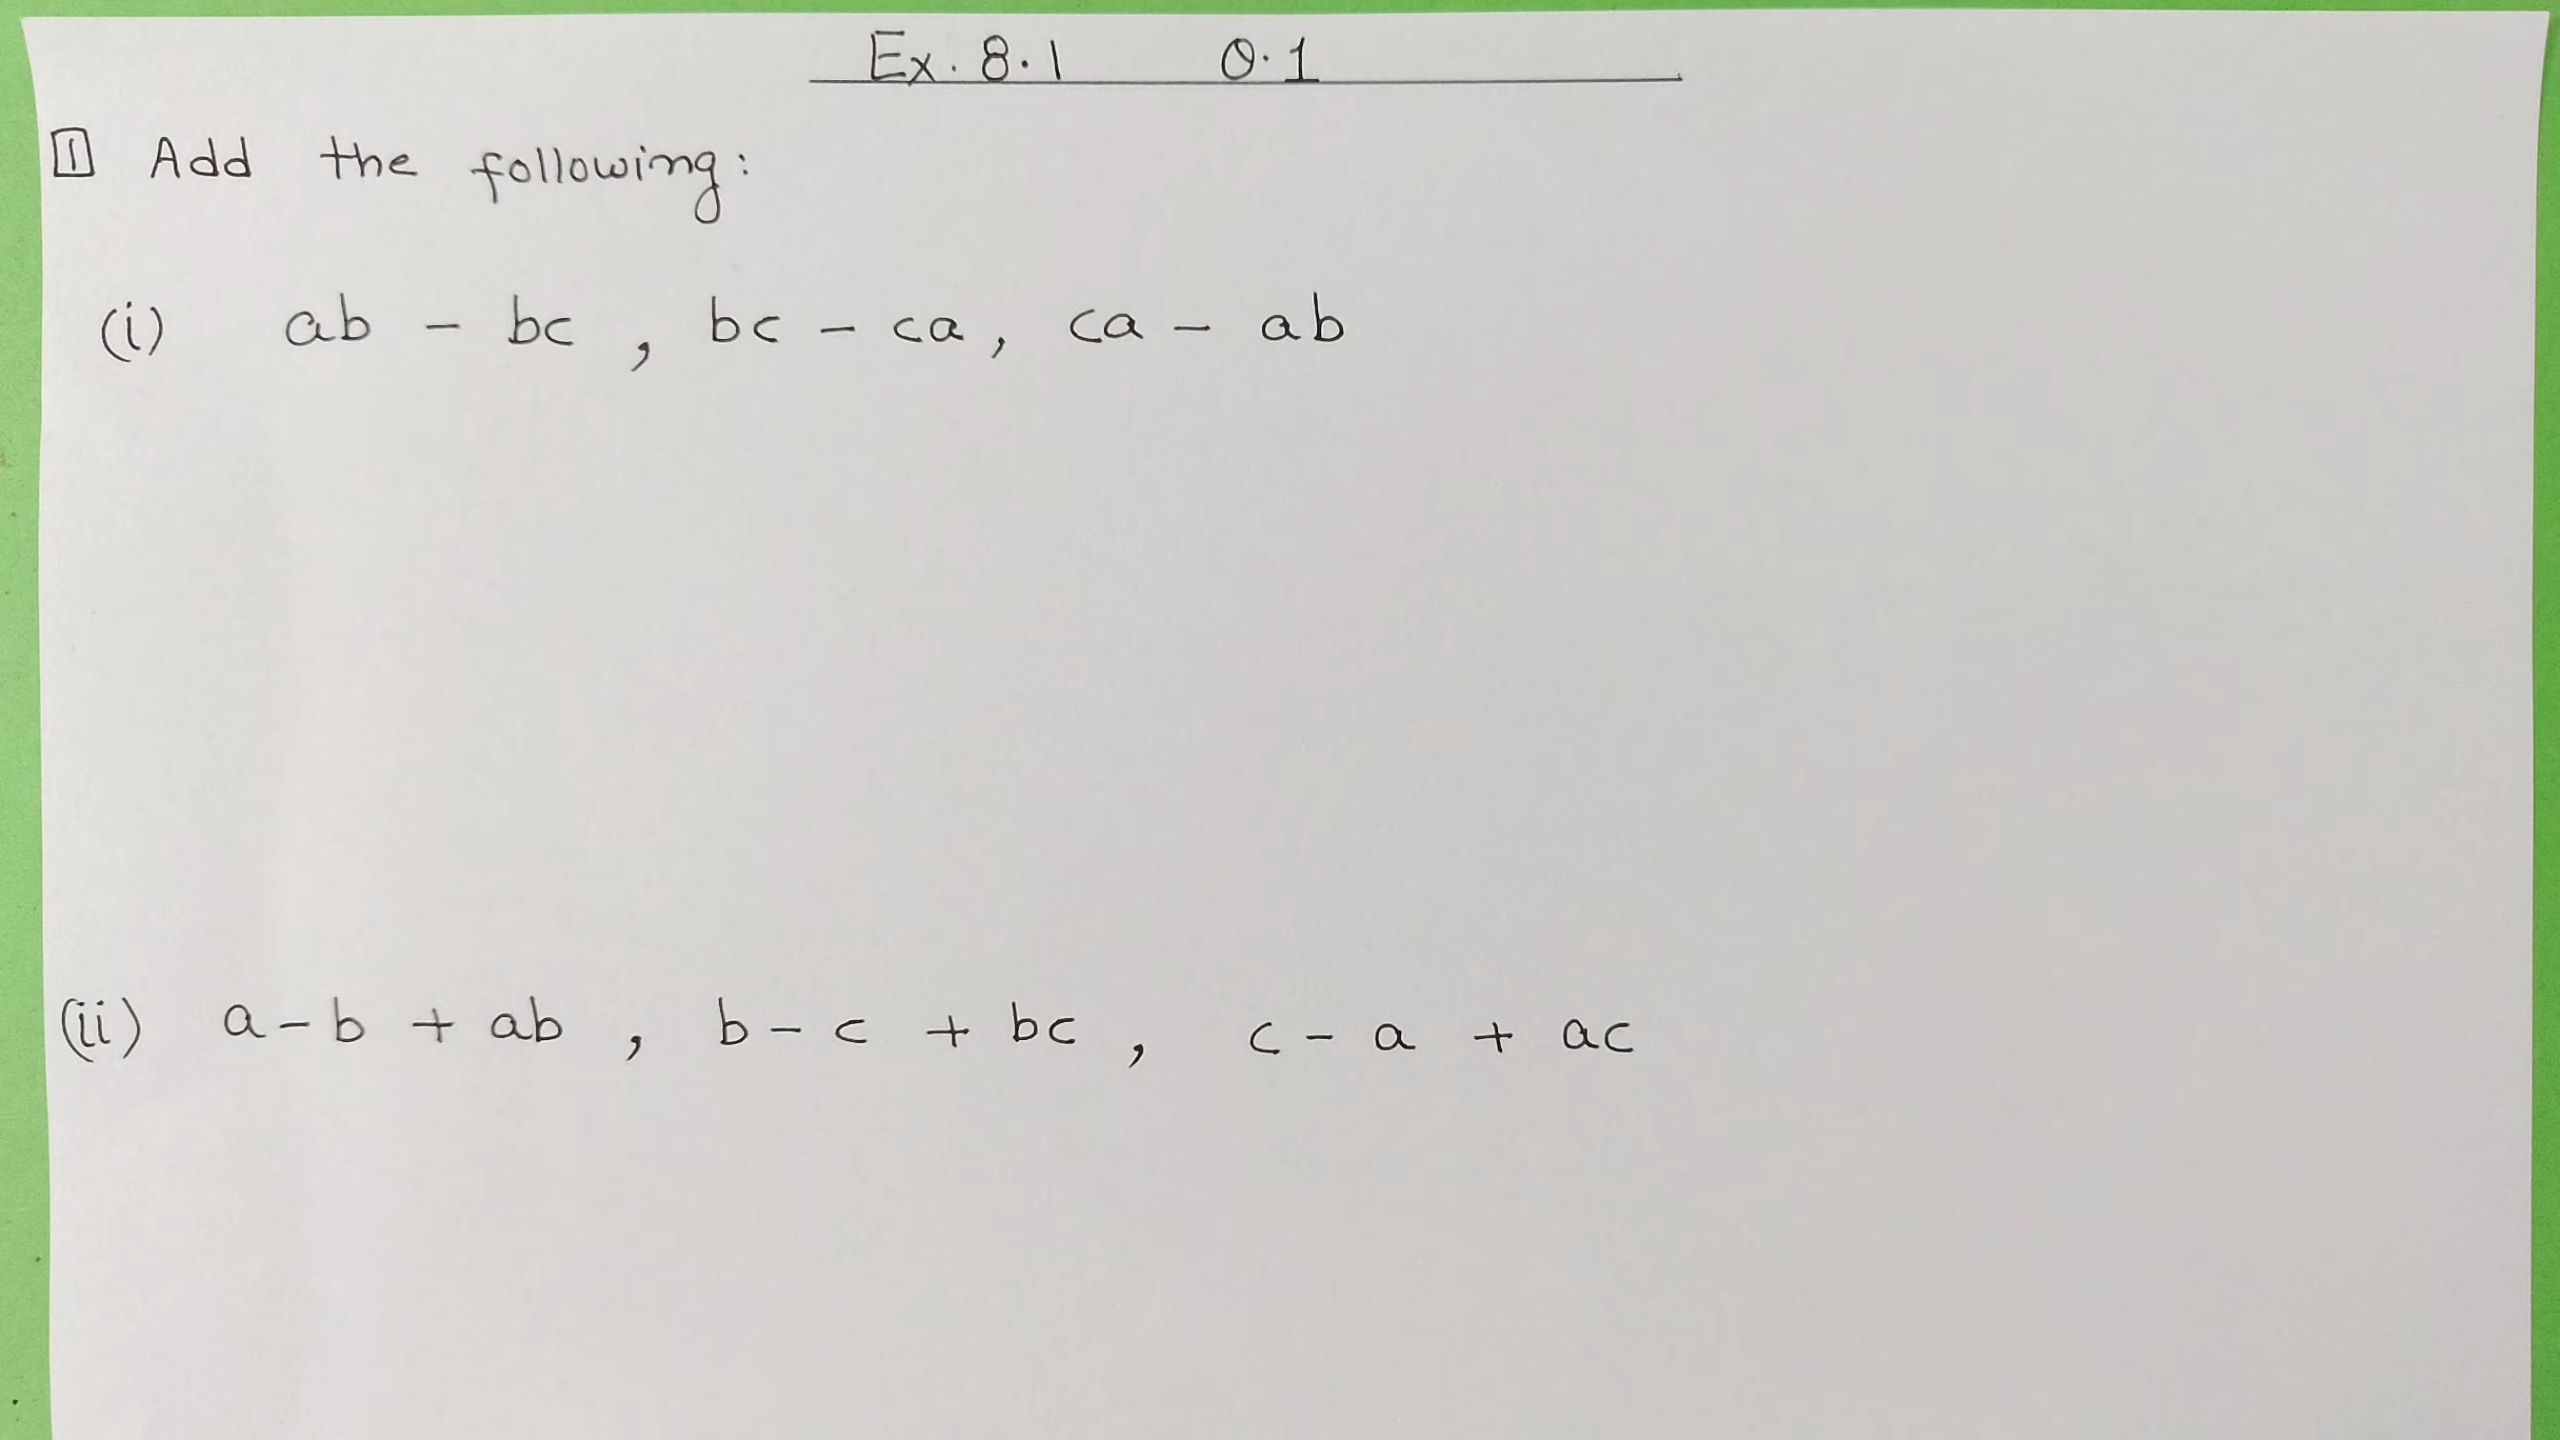 Ex. 8.1 Q.1
1 Add the following:
(i) ab - bc , bc - ca, ca - ab
(ii) a - b + ab , b - c + bc , c - a + ac